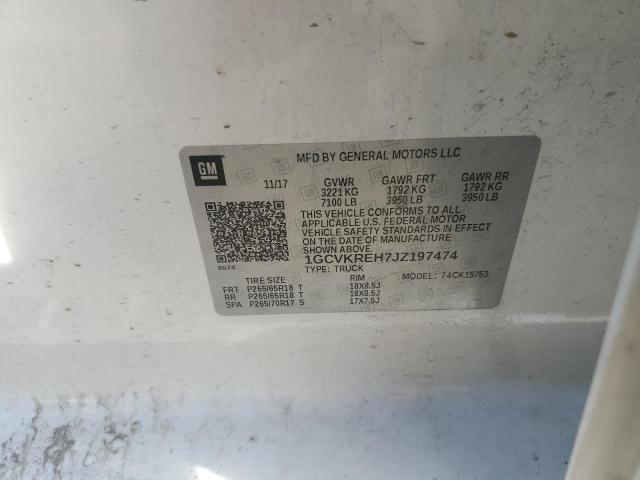 GM
MFD BY GENERAL MOTORS LLC
11/17 GVWR GAWR FRT GAWR RR
3221 KG 1792 KG 1792 KG
7100 LB 3950 LB 3950 LB
THIS VEHICLE CONFORMS TO ALL
APPLICABLE U.S. FEDERAL MOTOR
VEHICLE SAFETY STANDARDS IN EFFECT
ON THE DATE OF MANUFACTURE
SHOWN ABOVE.
1GCVKREH7JZ197474
8624 TYPE: TRUCK MODEL: 74CK15753
TIRE SIZE RIM
FRT P265/65R18 T 18X8.5J
RR P265/65R18 T 18X8.5J
SPA P265/70R17 S 17X7.5J